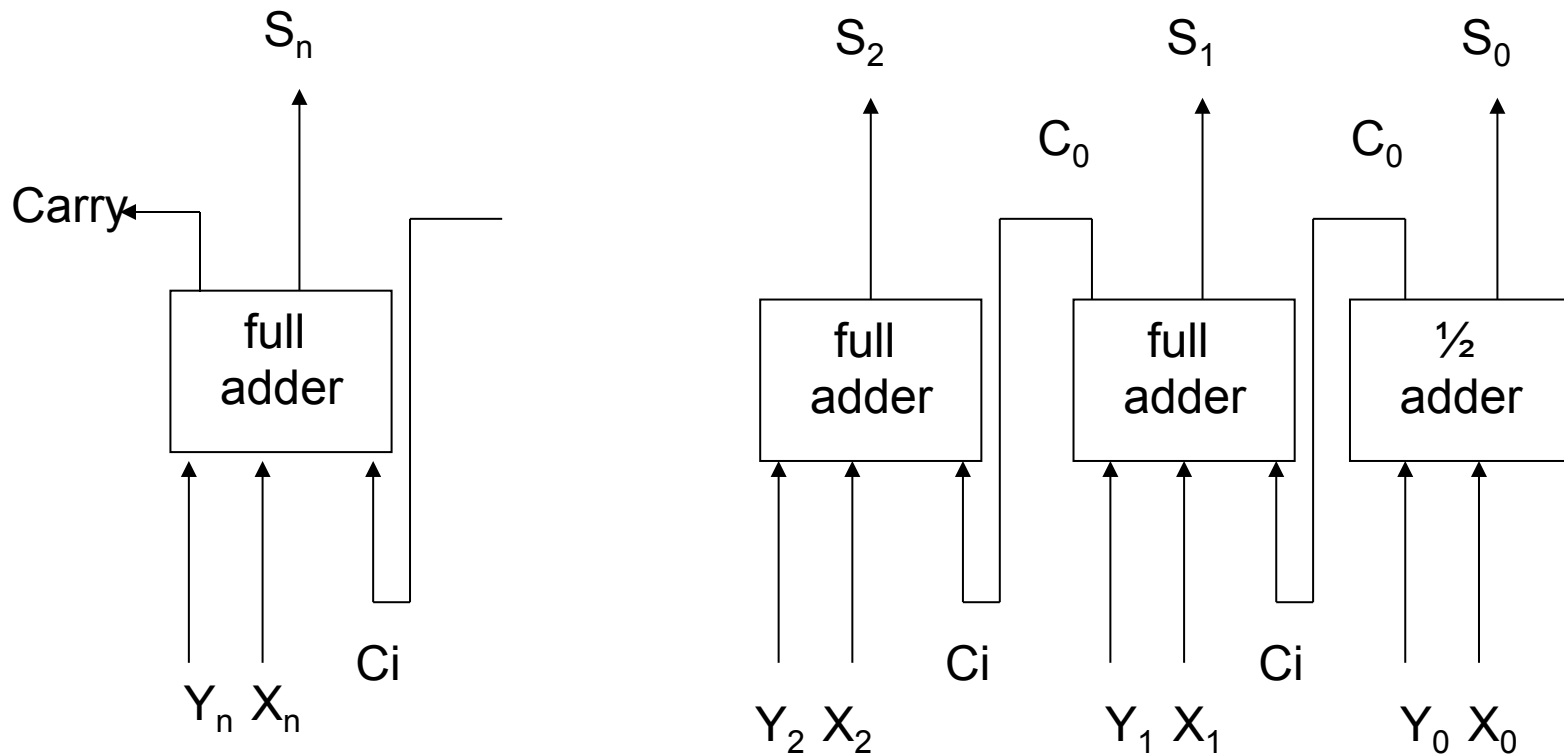 Sₙ S₂ S₁ S₀
C₀ C₀
Carry
full full full ½
adder adder adder adder
Ci Ci Ci
Yₙ Xₙ Y₂ X₂ Y₁ X₁ Y₀ X₀